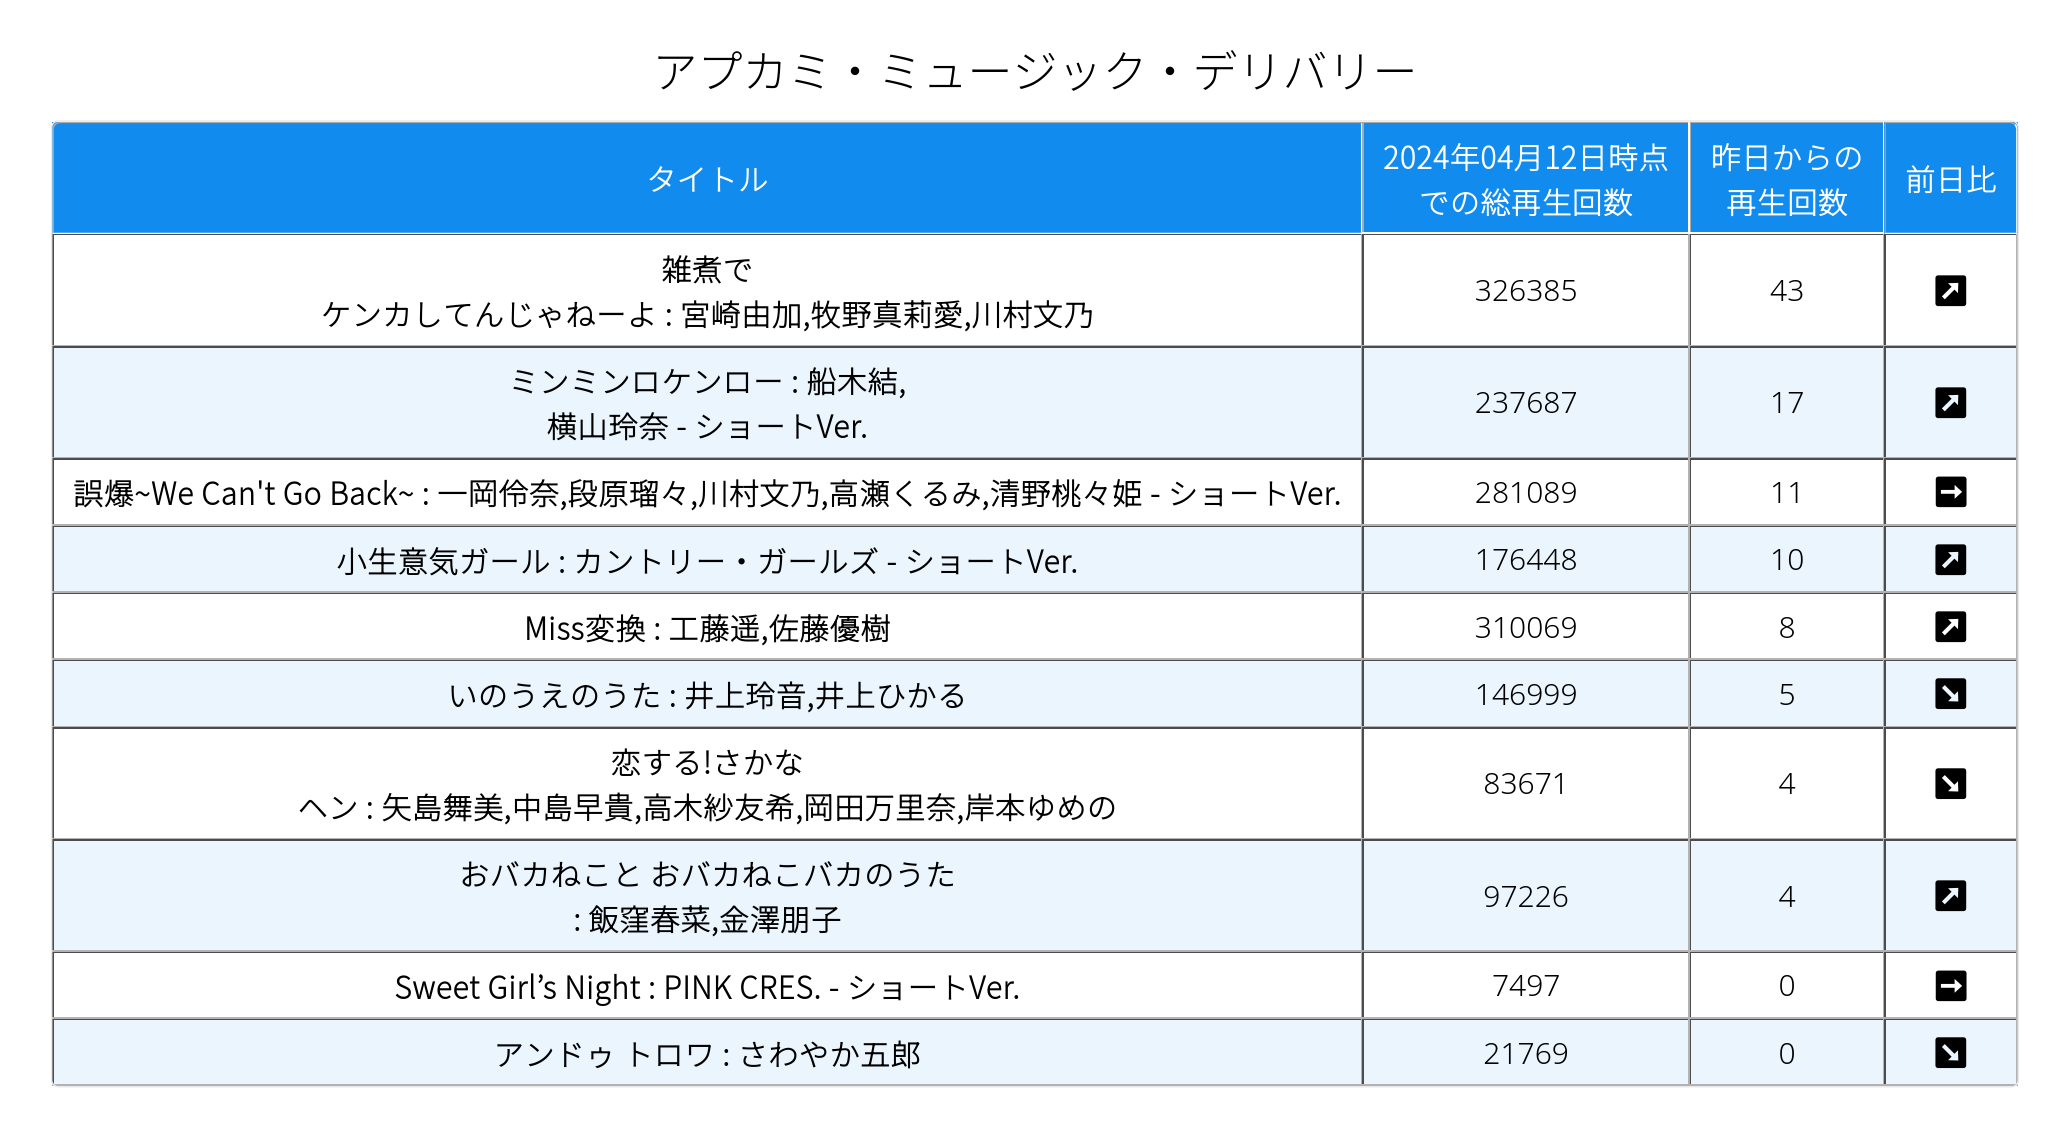 アプカミ・ミュージック・デリバリー
タイトル
2024年04月12日時点
での総再生回数
昨日からの
再生回数
前日比
雑煮で
ケンカしてんじゃねーよ : 宮崎由加,牧野真莉愛,川村文乃
326385
43
ミンミンロケンロー : 船木結,
横山玲奈 - ショートVer.
237687
17
誤爆~We Can't Go Back~ : 一岡伶奈,段原瑠々,川村文乃,高瀬くるみ,清野桃々姫 - ショートVer.
281089
11
小生意気ガール : カントリー・ガールズ - ショートVer.
176448
10
Miss変換 : 工藤遥,佐藤優樹
310069
8
いのうえのうた : 井上玲音,井上ひかる
146999
5
恋する!さかな
ヘン : 矢島舞美,中島早貴,高木紗友希,岡田万里奈,岸本ゆめの
83671
4
おバカねこと おバカねこバカのうた
: 飯窪春菜,金澤朋子
97226
4
Sweet Girl’s Night : PINK CRES. - ショートVer.
7497
0
アンドゥ トロワ : さわやか五郎
21769
0